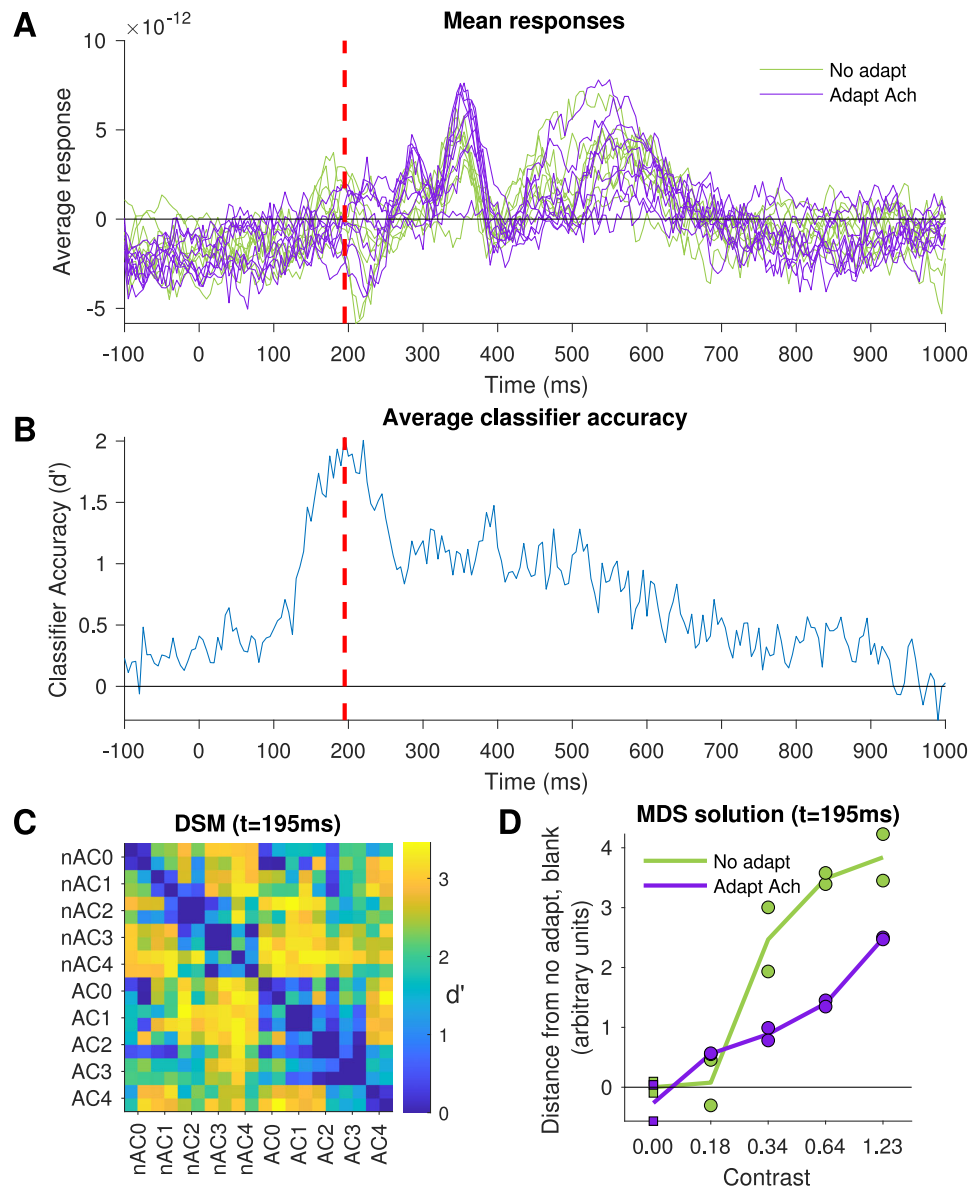 A
×10⁻¹²
Mean responses
10
5
0
-5
Average response
No adapt
Adapt Ach
-100 0 100 200 300 400 500 600 700 800 900 1000
Time (ms)
B
Average classifier accuracy
2
1.5
1
0.5
0
Classifier Accuracy (d')
-100 0 100 200 300 400 500 600 700 800 900 1000
Time (ms)
C
DSM (t=195ms)
nAC0
nAC1
nAC2
nAC3
nAC4
AC0
AC1
AC2
AC3
AC4
nAC0 nAC1 nAC2 nAC3 nAC4 AC0 AC1 AC2 AC3 AC4
3
2
1
0
d'
D
MDS solution (t=195ms)
Distance from no adapt, blank
(arbitrary units)
4
3
2
1
0
No adapt
Adapt Ach
0.00 0.18 0.34 0.64 1.23
Contrast